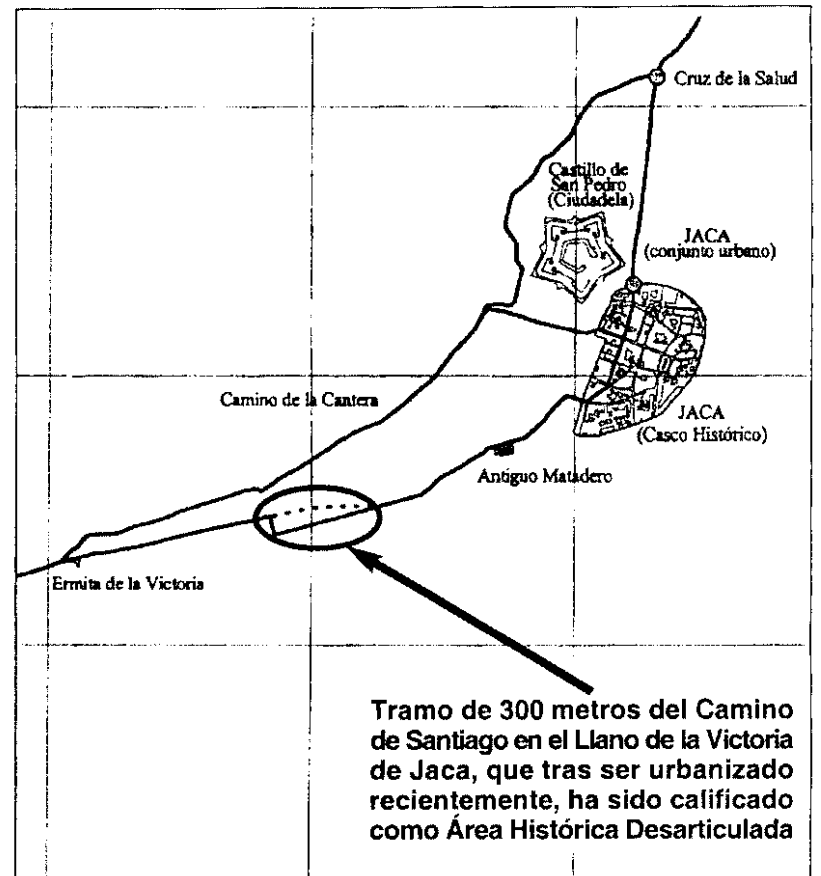 Cruz de la Salud
Castillo de
San Pedro
(Ciudadela)
JACA
(conjunto urbano)
Camino de la Cantera
JACA
(Casco Histórico)
Antiguo Matadero
Ermita de la Victoria
Tramo de 300 metros del Camino
de Santiago en el Llano de la Victoria
de Jaca, que tras ser urbanizado
recientemente, ha sido calificado
como Área Histórica Desarticulada